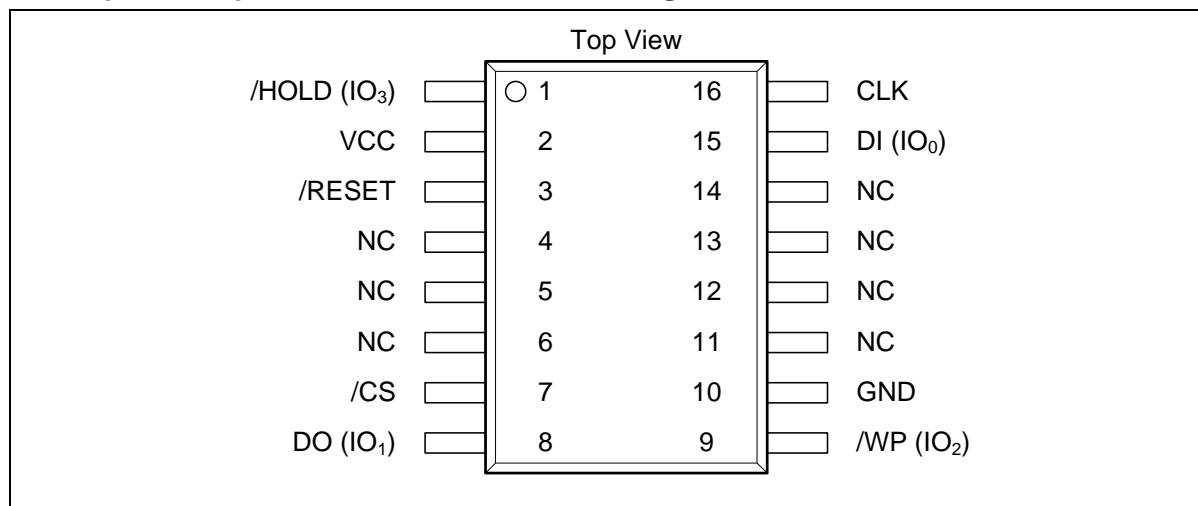 Top View
/HOLD (IO₃) 1 16 CLK
VCC 2 15 DI (IO₀)
/RESET 3 14 NC
NC 4 13 NC
NC 5 12 NC
NC 6 11 NC
/CS 7 10 GND
DO (IO₁) 8 9 /WP (IO₂)